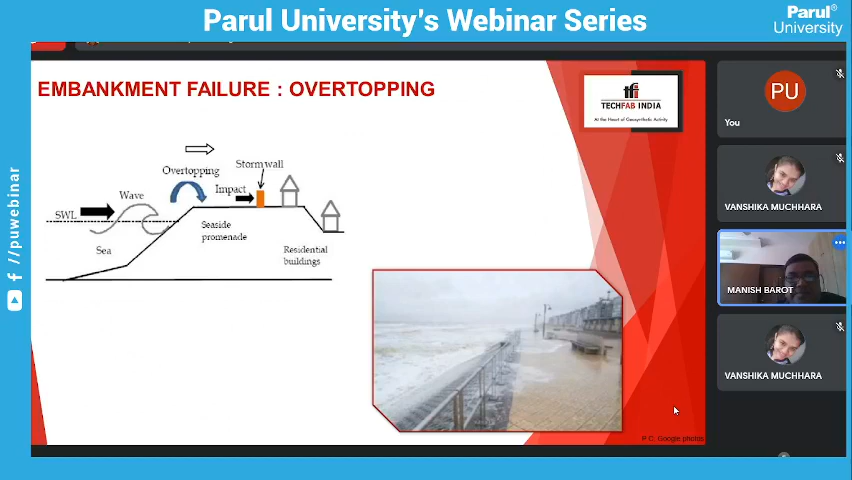 Parul University's Webinar Series
Parul®
University
EMBANKMENT FAILURE : OVERTOPPING
TECHFAB INDIA
At the Heart of Geosynthetic Activity
Storm wall
Overtopping
Impact
Wave
SWL
Seaside
promenade
Sea
Residential
buildings
P.C. Google photos
PU
You
VANSHIKA MUCHHARA
MANISH BAROT
VANSHIKA MUCHHARA
//puwebinar